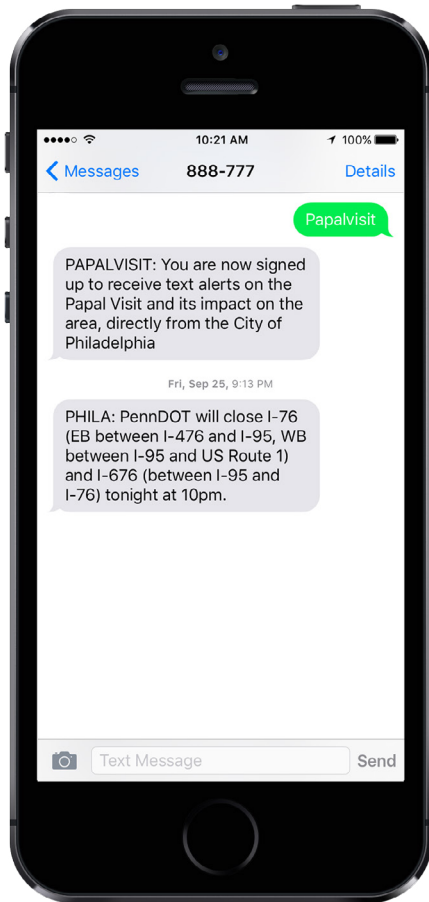 10:21 AM
100%
Messages
888-777
Details
Papalvisit
PAPALVISIT: You are now signed
up to receive text alerts on the
Papal Visit and its impact on the
area, directly from the City of
Philadelphia
Fri, Sep 25, 9:13 PM
PHILA: PennDOT will close I-76
(EB between I-476 and I-95, WB
between I-95 and US Route 1)
and I-676 (between I-95 and
I-76) tonight at 10pm.
Text Message
Send